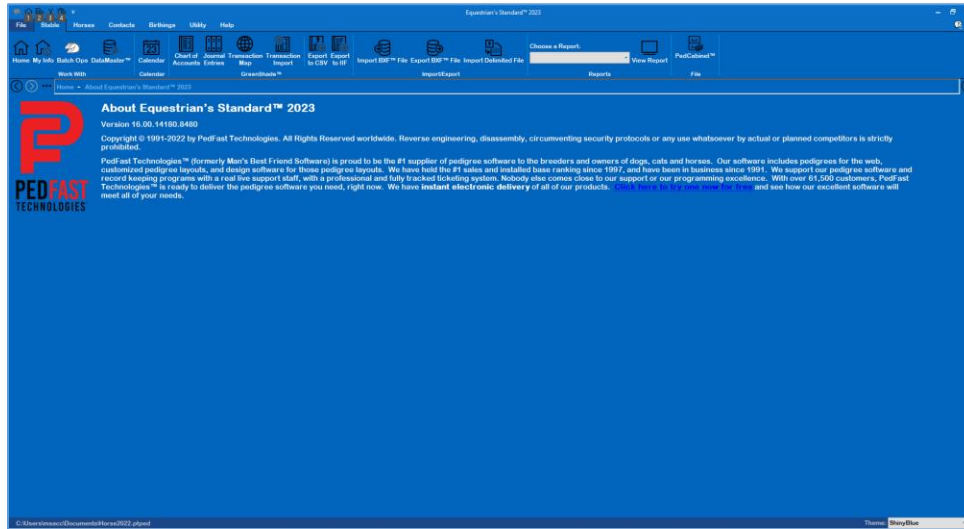 Equestrian's Standard™ 2023
1 2 3 4
File Stable Horses Contacts Birthings Utility Help
Home My Info Batch Ops DataMaster™ Calendar Chart of Accounts Journal Entries Transaction Map Transaction Import Export to CSV Export to IIF Import BXF™ File Export BXF™ File Import Delimited File Choose a Report: View Report PedCabinet™
Work With Calendar GreenShade™ Import/Export Reports File
Home About Equestrian's Standard™ 2023
About Equestrian's Standard™ 2023
Version 16.00.14180.8480
Copyright © 1991-2022 by PedFast Technologies. All Rights Reserved worldwide. Reverse engineering, disassembly, circumventing security protocols or any use whatsoever by actual or planned competitors is strictly
prohibited.
PedFast Technologies™ (formerly Man's Best Friend Software) is proud to be the #1 supplier of pedigree software to the breeders and owners of dogs, cats and horses. Our software includes pedigrees for the web,
customized pedigree layouts, and design software for those pedigree layouts. We have held the #1 sales and installed base ranking since 1997, and have been in business since 1991. We support our pedigree software and
record keeping programs with a real live support staff, with a professional and fully tracked ticketing system. Nobody else comes close to our support or our programming excellence. With over 61,500 customers, PedFast
Technologies™ is ready to deliver the pedigree software you need, right now. We have instant electronic delivery of all of our products. Click here to try one now for free and see how our excellent software will
meet all of your needs.
PEDFAST
TECHNOLOGIES
C:\Users\msacc\Documents\Horse2022.ptped Theme: ShinyBlue